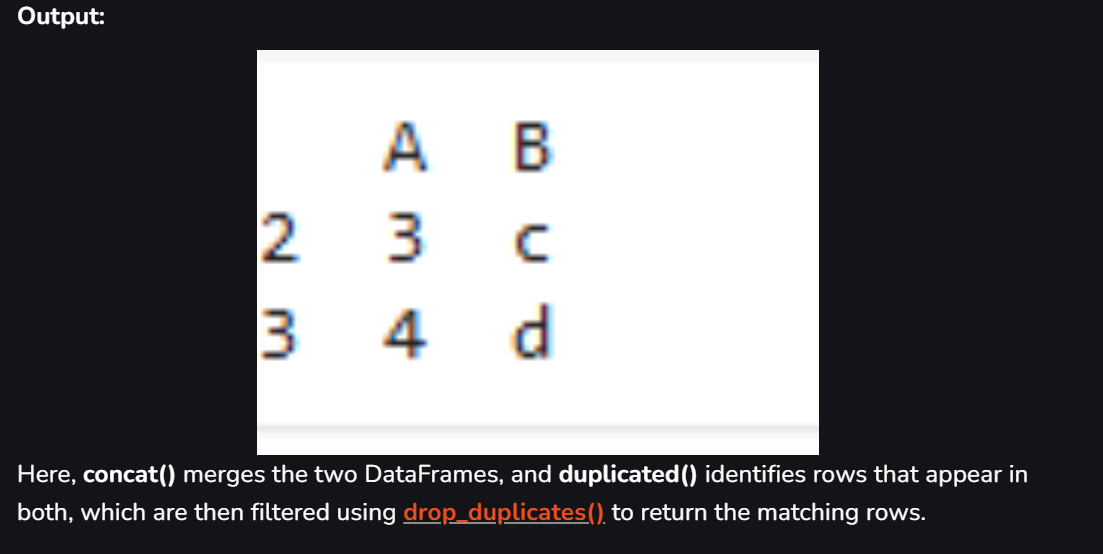 Output:
A B
2 3 c
3 4 d
Here, concat() merges the two DataFrames, and duplicated() identifies rows that appear in
both, which are then filtered using drop_duplicates() to return the matching rows.